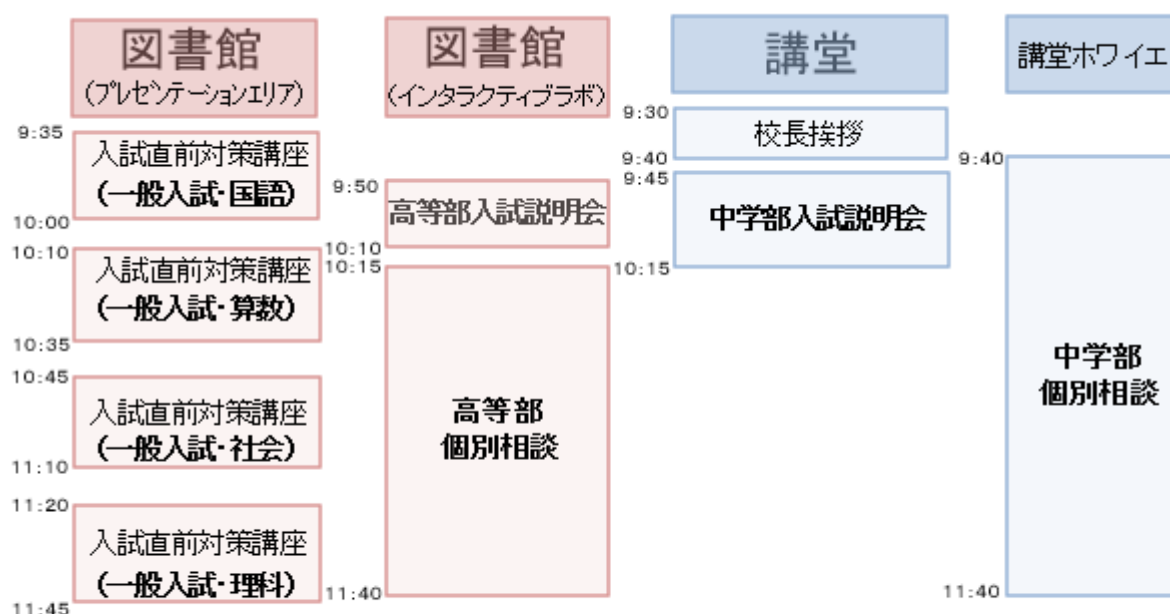 図書館
(プレゼンテーションエリア)
9:35
入試直前対策講座
(一般入試・国語)
10:00
10:10
入試直前対策講座
(一般入試・算数)
10:35
10:45
入試直前対策講座
(一般入試・社会)
11:10
11:20
入試直前対策講座
(一般入試・理科)
11:45
図書館
(インタラクティブラボ)
9:50
高等部入試説明会
10:10
10:15
高等部
個別相談
11:40
講堂
9:30
校長挨拶
9:40
9:45
中学部入試説明会
10:15
講堂ホワイエ
9:40
中学部
個別相談
11:40